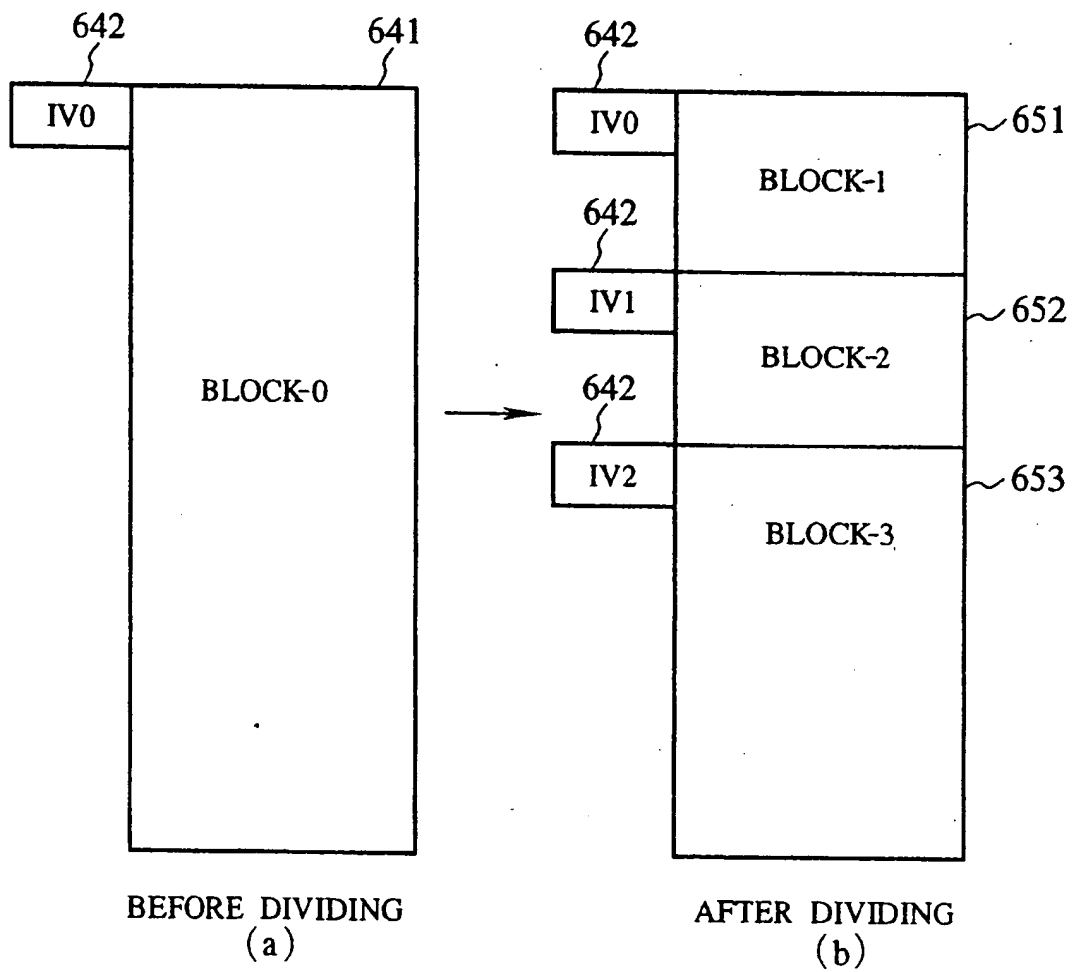 642
641
IV0
BLOCK-0
BEFORE DIVIDING
(a)
642
IV0
651
BLOCK-1
642
IV1
652
BLOCK-2
642
IV2
653
BLOCK-3
AFTER DIVIDING
(b)